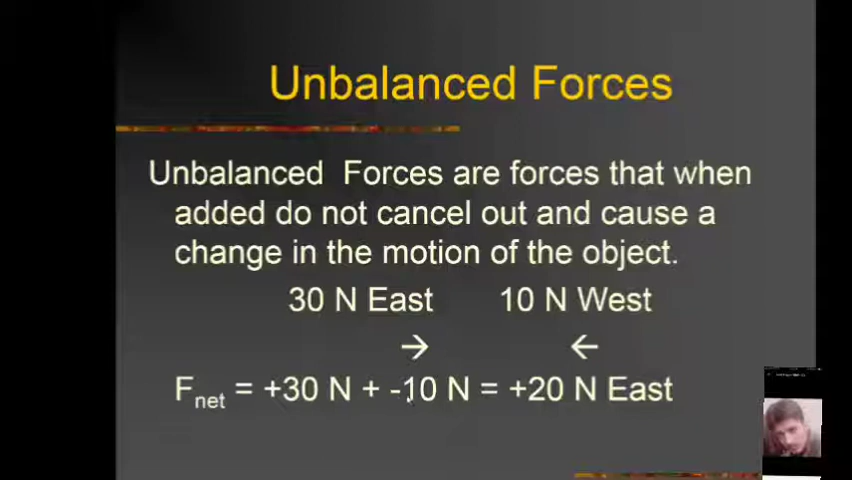 Unbalanced Forces
Unbalanced Forces are forces that when
added do not cancel out and cause a
change in the motion of the object.
30 N East 10 N West
→ ←
Fnet = +30 N + -10 N = +20 N East